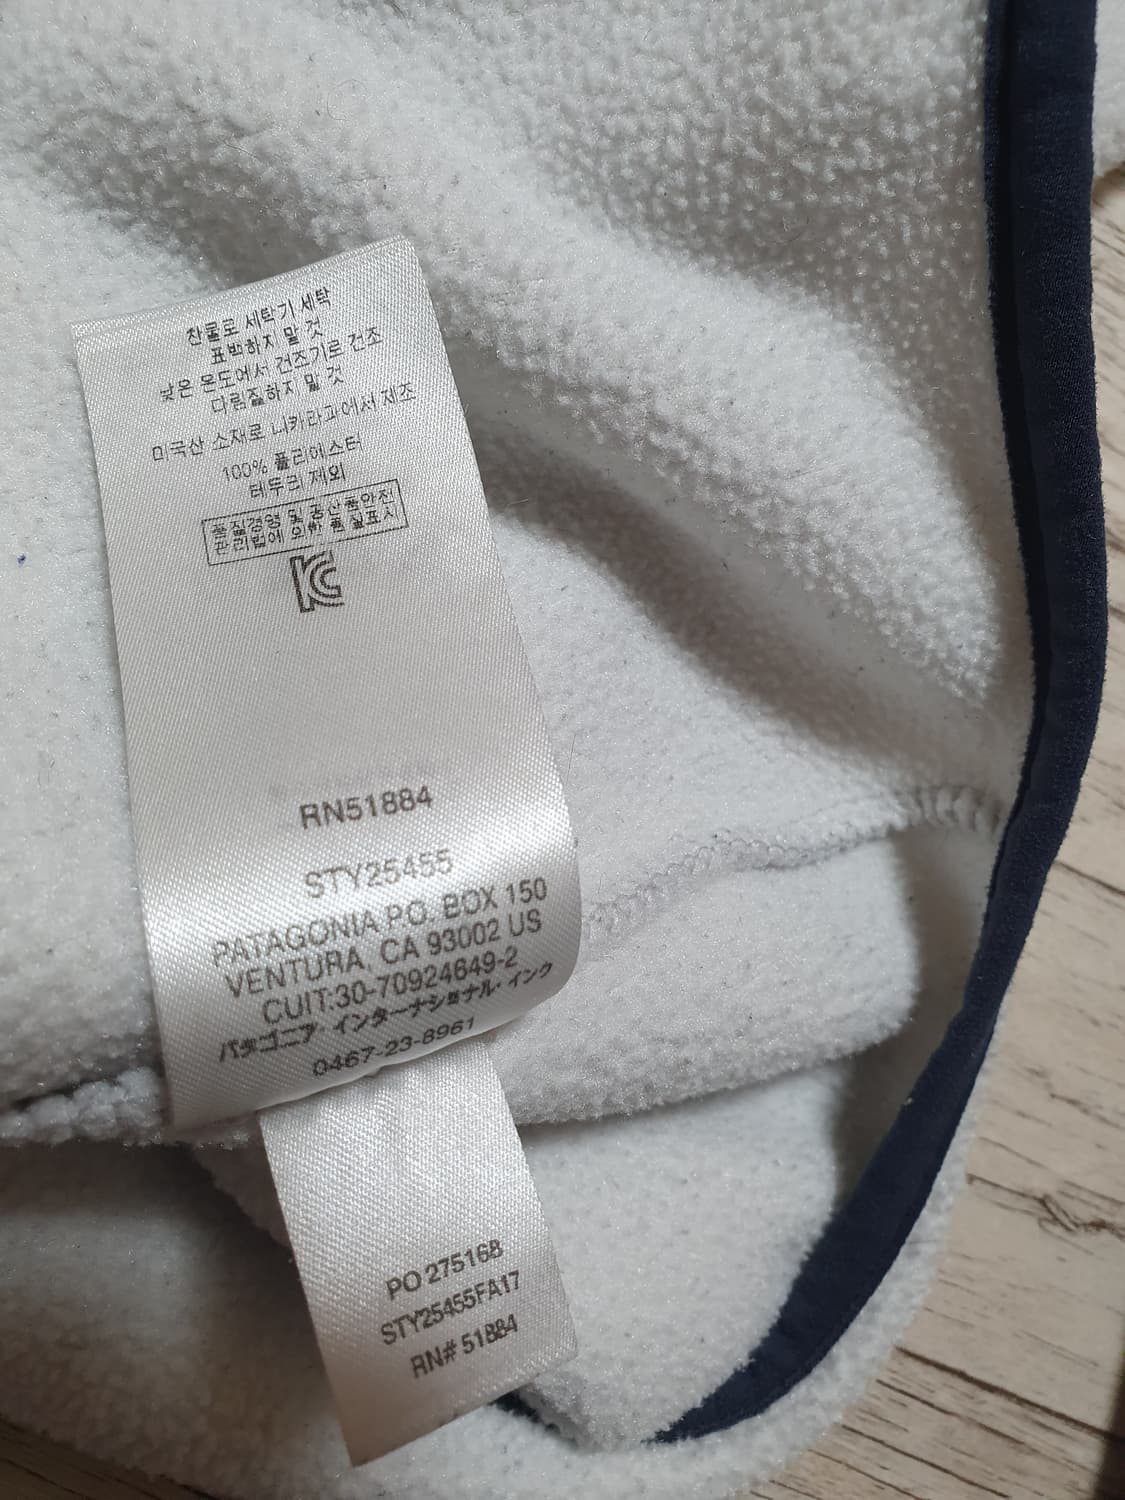 찬물로 세탁기 세탁
표백하지 말 것
낮은 온도에서 건조기로 건조
다림질하지 말 것
미국산 소재로 니카라과에서 제조
100% 폴리에스터
테두리 제외
품질경영 및 공산품안전
관리법에 의한 품질표시
RN51884
STY25455
PATAGONIA P.O. BOX 150
VENTURA, CA 93002 US
CUIT:30-70924649-2
パタゴニア・インターナショナル・インク
0467-23-8961
PO 275168
STY25455FA17
RN# 51884